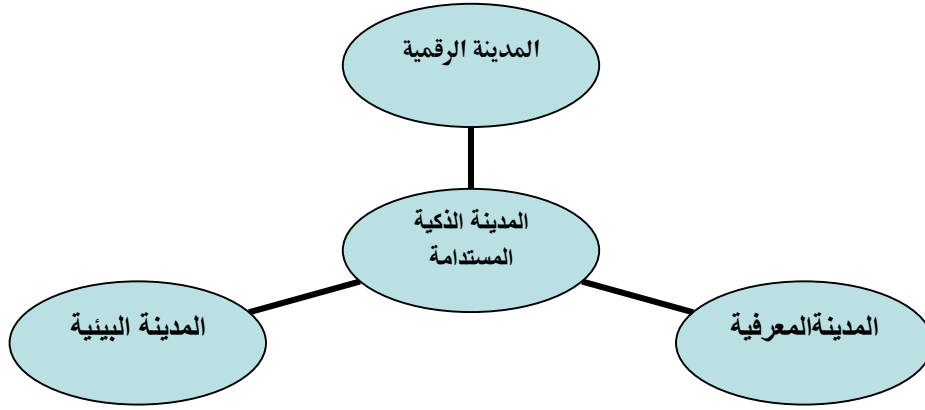 المدينة الرقمية
المدينة الذكية
المستدامة
المدينةالمعرفية
المدينة البيئية